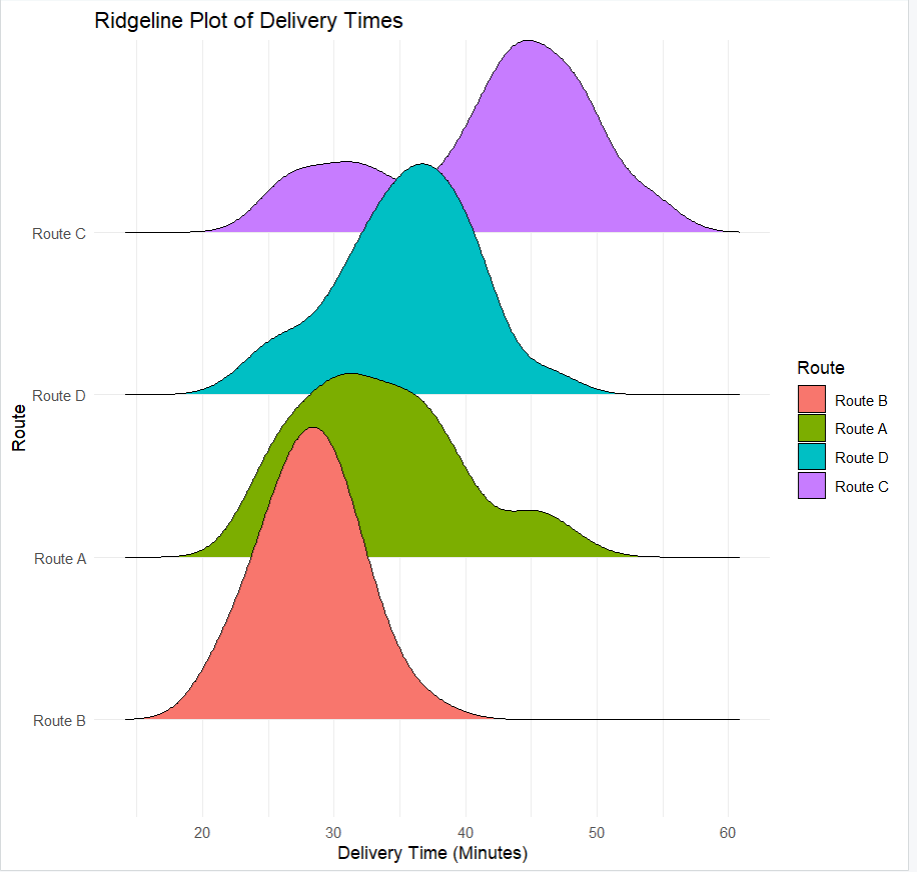 Ridgeline Plot of Delivery Times
Route C
Route D
Route A
Route B
Route
20 30 40 50 60
Delivery Time (Minutes)
Route
Route B
Route A
Route D
Route C